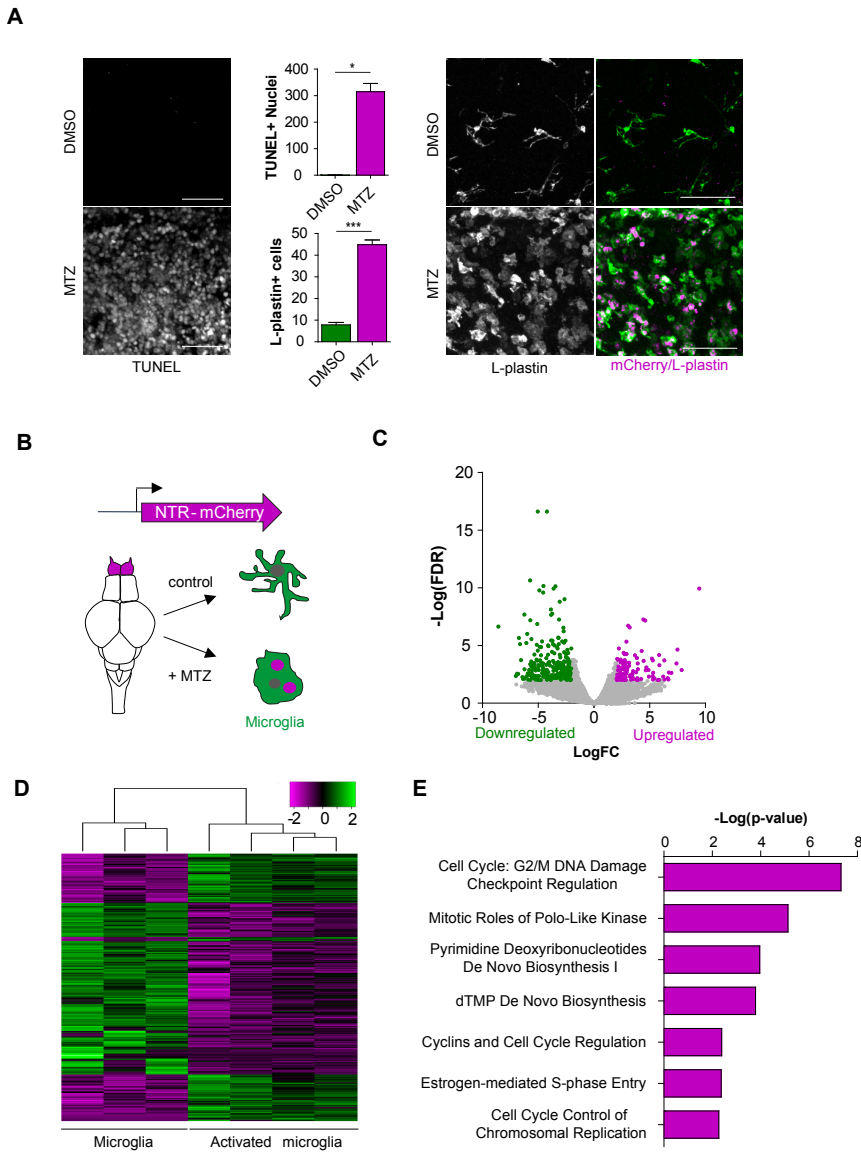 A
DMSO
MTZ
TUNEL
TUNEL+ Nuclei
400
300
200
100
0
*
DMSO
MTZ
L-plastin+ cells
50
40
30
20
10
0
***
DMSO
MTZ
DMSO
MTZ
L-plastin
mCherry/L-plastin
B
NTR-mCherry
control
+ MTZ
Microglia
C
-Log(FDR)
20
15
10
5
0
-10
-5
0
5
10
Downregulated
Upregulated
LogFC
D
-2
0
2
Microglia
Activated microglia
E
-Log(p-value)
0
2
4
6
8
Cell Cycle: G2/M DNA Damage
Checkpoint Regulation
Mitotic Roles of Polo-Like Kinase
Pyrimidine Deoxyribonucleotides
De Novo Biosynthesis I
dTMP De Novo Biosynthesis
Cyclins and Cell Cycle Regulation
Estrogen-mediated S-phase Entry
Cell Cycle Control of
Chromosomal Replication